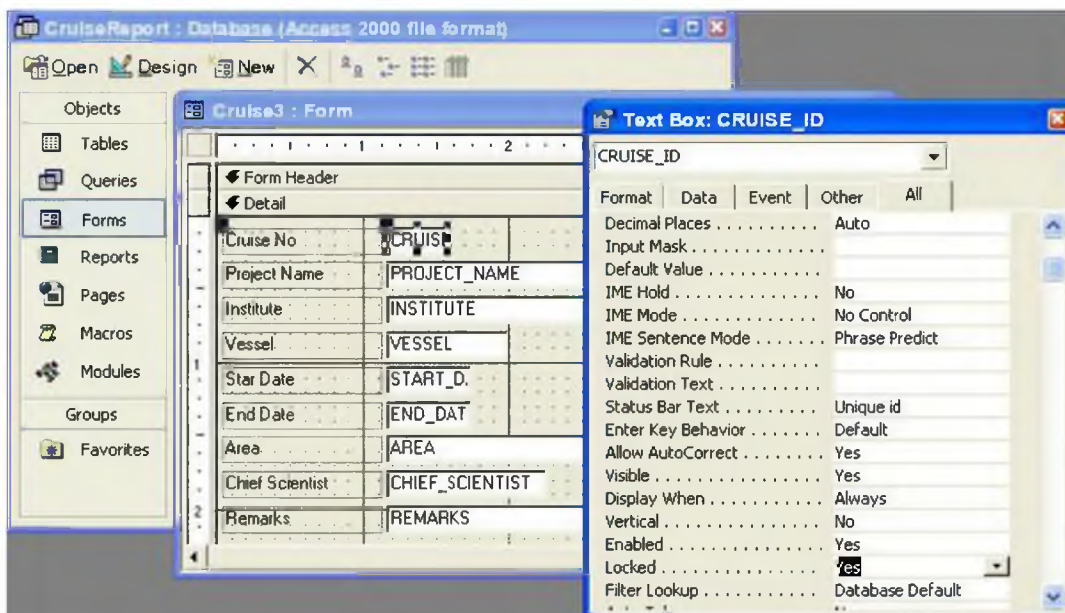 CruiseReport : Database (Access 2000 file format)
Open Design New
Objects
Tables
Queries
Forms
Reports
Pages
Macros
Modules
Groups
Favorites
Cruise3 : Form
1 2
Form Header
Detail
Cruise No CRUISE
Project Name PROJECT_NAME
Institute INSTITUTE
Vessel VESSEL
1
Star Date START_D.
End Date END_DAT
Area AREA
Chief Scientist CHIEF_SCIENTIST
2
Remarks REMARKS
Text Box: CRUISE_ID
CRUISE_ID
Format Data Event Other All
Decimal Places . . . . . . . . . . . Auto
Input Mask . . . . . . . . . . . . .
Default Value . . . . . . . . . . . .
IME Hold . . . . . . . . . . . . . . . No
IME Mode . . . . . . . . . . . . . . No Control
IME Sentence Mode . . . . . . . Phrase Predict
Validation Rule . . . . . . . . . . .
Validation Text . . . . . . . . . . .
Status Bar Text . . . . . . . . . . Unique id
Enter Key Behavior . . . . . . . Default
Allow AutoCorrect . . . . . . . . Yes
Visible . . . . . . . . . . . . . . . . . Yes
Display When . . . . . . . . . . . Always
Vertical . . . . . . . . . . . . . . . . No
Enabled . . . . . . . . . . . . . . . . Yes
Locked . . . . . . . . . . . . . . . . Yes
Filter Lookup . . . . . . . . . . . Database Default